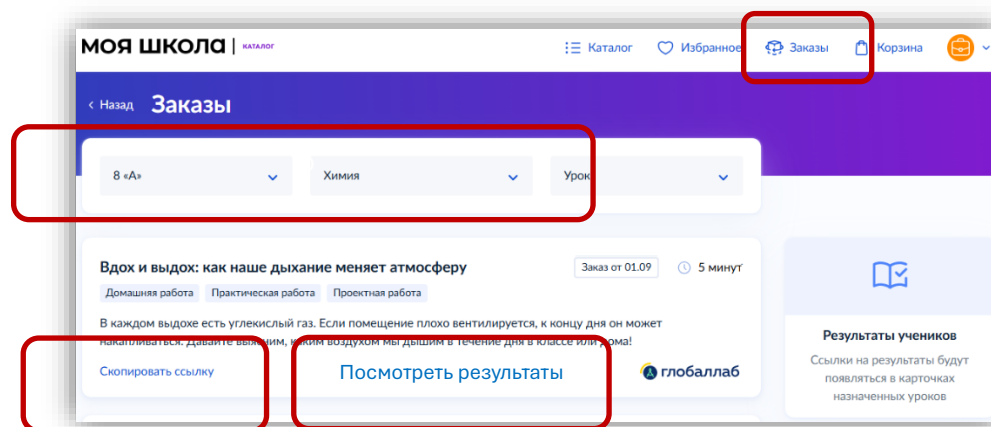 МОЯ ШКОЛА | КАТАЛОГ
Каталог Избранное Заказы Корзина
Назад Заказы
8 «А» Химия Урок
Вдох и выдох: как наше дыхание меняет атмосферу
Заказ от 01.09 5 минут
Домашняя работа Практическая работа Проектная работа
В каждом выдохе есть углекислый газ. Если помещение плохо вентилируется, к концу дня он может
накапливаться. Давайте выясним, каким воздухом мы дышим в течение дня в классе или дома!
Скопировать ссылку Посмотреть результаты глобаллаб
Результаты учеников
Ссылки на результаты будут
появляться в карточках
назначенных уроков